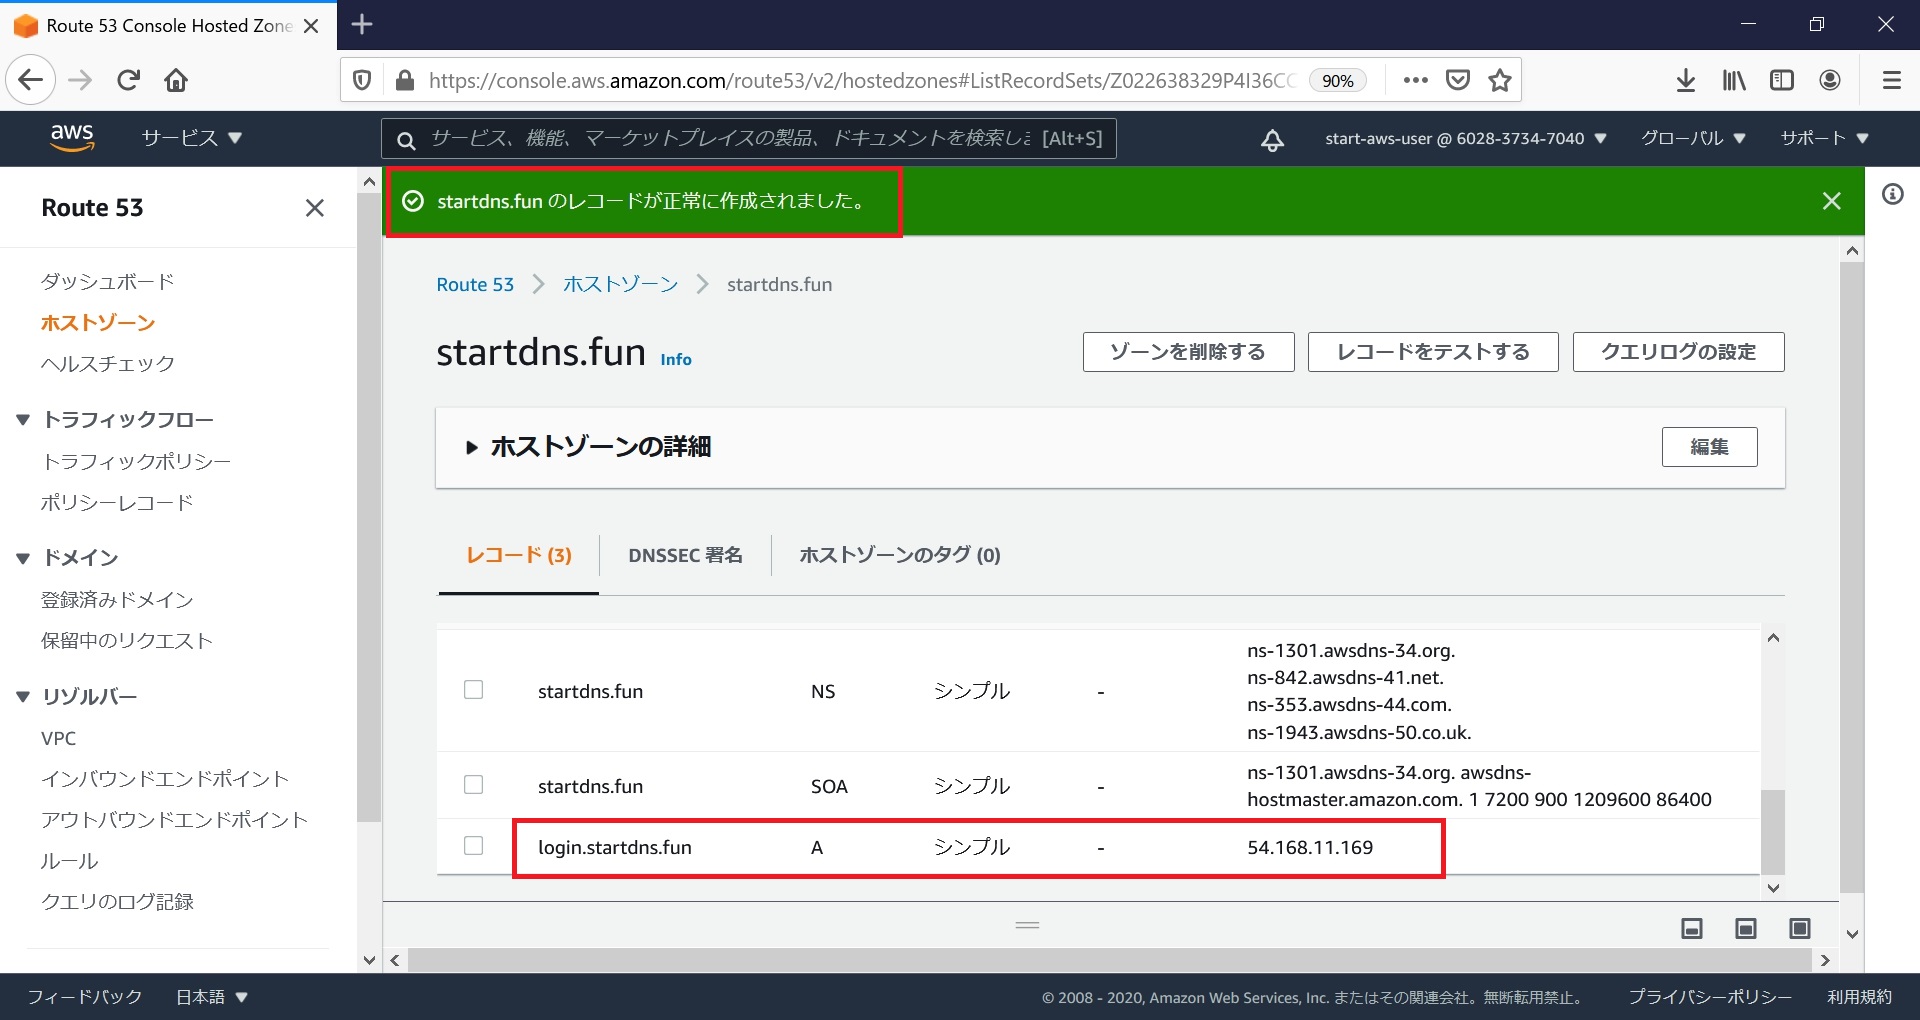 Route 53 Console Hosted Zone
https://console.aws.amazon.com/route53/v2/hostedzones#ListRecordSets/Z022638329P4I36CC
90%
aws
サービス
サービス、機能、マーケットプレイスの製品、ドキュメントを検索しま [Alt+S]
start-aws-user @ 6028-3734-7040
グローバル
サポート
Route 53
ダッシュボード
ホストゾーン
ヘルスチェック
トラフィックフロー
トラフィックポリシー
ポリシーレコード
ドメイン
登録済みドメイン
保留中のリクエスト
リゾルバー
VPC
インバウンドエンドポイント
アウトバウンドエンドポイント
ルール
クエリのログ記録
startdns.fun のレコードが正常に作成されました。
Route 53
ホストゾーン
startdns.fun
startdns.fun Info
ゾーンを削除する
レコードをテストする
クエリログの設定
ホストゾーンの詳細
編集
レコード (3)
DNSSEC 署名
ホストゾーンのタグ (0)
startdns.fun NS シンプル -
ns-1301.awsdns-34.org.
ns-842.awsdns-41.net.
ns-353.awsdns-44.com.
ns-1943.awsdns-50.co.uk.
startdns.fun SOA シンプル -
ns-1301.awsdns-34.org. awsdns-
hostmaster.amazon.com. 1 7200 900 1209600 86400
login.startdns.fun A シンプル - 54.168.11.169
フィードバック
日本語
© 2008 - 2020, Amazon Web Services, Inc. またはその関連会社。無断転用禁止。
プライバシーポリシー
利用規約